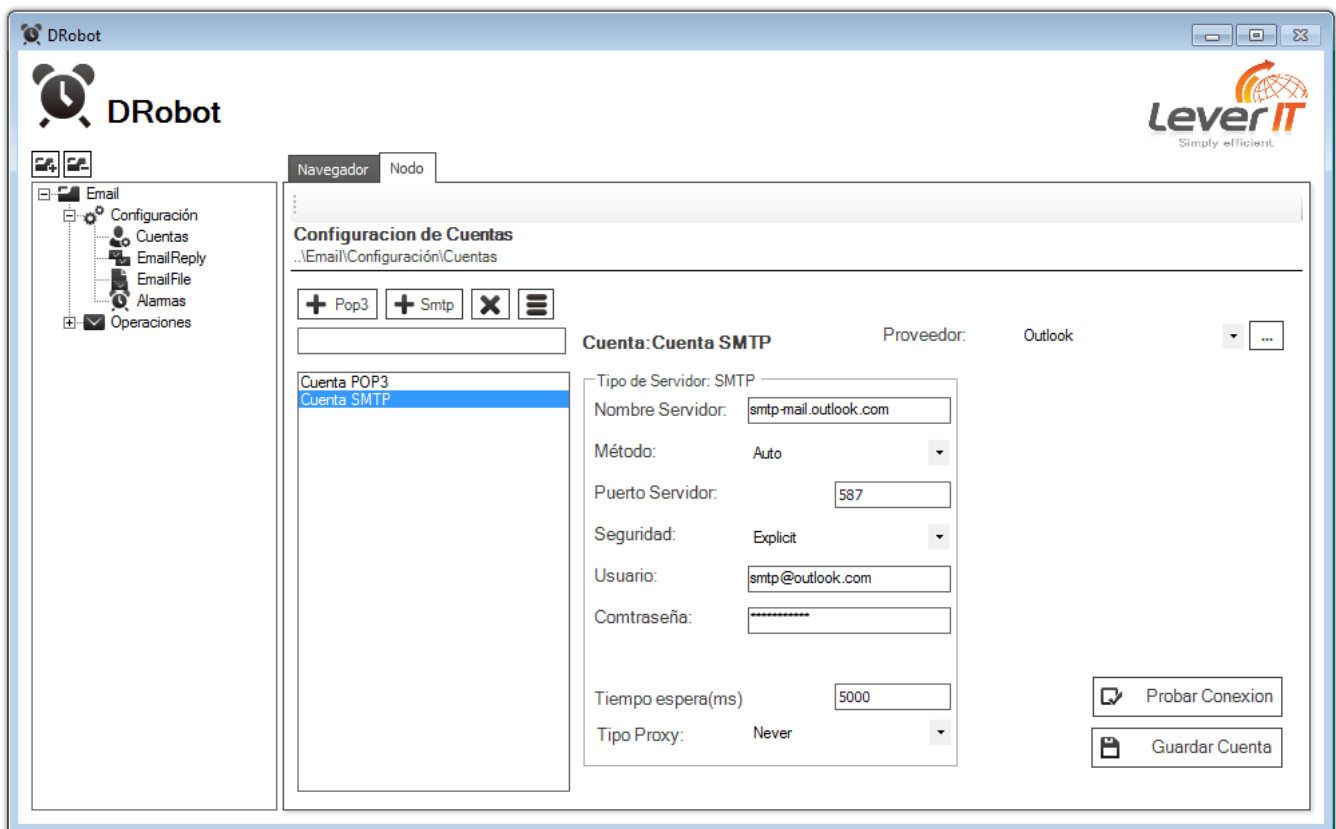 DRobot
DRobot
Lever IT
Simply efficient
Email
Configuración
Cuentas
EmailReply
EmailFile
Alarmas
Operaciones
Navegador
Nodo
Configuracion de Cuentas
..\Email\Configuración\Cuentas
Pop3
Smtp
Cuenta POP3
Cuenta SMTP
Cuenta:Cuenta SMTP
Proveedor:
Outlook
...
Tipo de Servidor: SMTP
Nombre Servidor: smtp-mail.outlook.com
Método: Auto
Puerto Servidor: 587
Seguridad: Explicit
Usuario: smtp@outlook.com
Comtraseña: ***********
Tiempo espera(ms) 5000
Tipo Proxy: Never
Probar Conexion
Guardar Cuenta